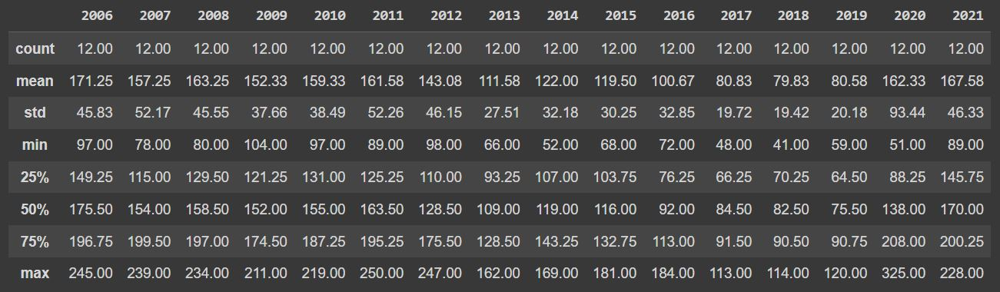 2006 2007 2008 2009 2010 2011 2012 2013 2014 2015 2016 2017 2018 2019 2020 2021
count 12.00 12.00 12.00 12.00 12.00 12.00 12.00 12.00 12.00 12.00 12.00 12.00 12.00 12.00 12.00 12.00
mean 171.25 157.25 163.25 152.33 159.33 161.58 143.08 111.58 122.00 119.50 100.67 80.83 79.83 80.58 162.33 167.58
std 45.83 52.17 45.55 37.66 38.49 52.26 46.15 27.51 32.18 30.25 32.85 19.72 19.42 20.18 93.44 46.33
min 97.00 78.00 80.00 104.00 97.00 89.00 98.00 66.00 52.00 68.00 72.00 48.00 41.00 59.00 51.00 89.00
25% 149.25 115.00 129.50 121.25 131.00 125.25 110.00 93.25 107.00 103.75 76.25 66.25 70.25 64.50 88.25 145.75
50% 175.50 154.00 158.50 152.00 155.00 163.50 128.50 109.00 119.00 116.00 92.00 84.50 82.50 75.50 138.00 170.00
75% 196.75 199.50 197.00 174.50 187.25 195.25 175.50 128.50 143.25 132.75 113.00 91.50 90.50 90.75 208.00 200.25
max 245.00 239.00 234.00 211.00 219.00 250.00 247.00 162.00 169.00 181.00 184.00 113.00 114.00 120.00 325.00 228.00